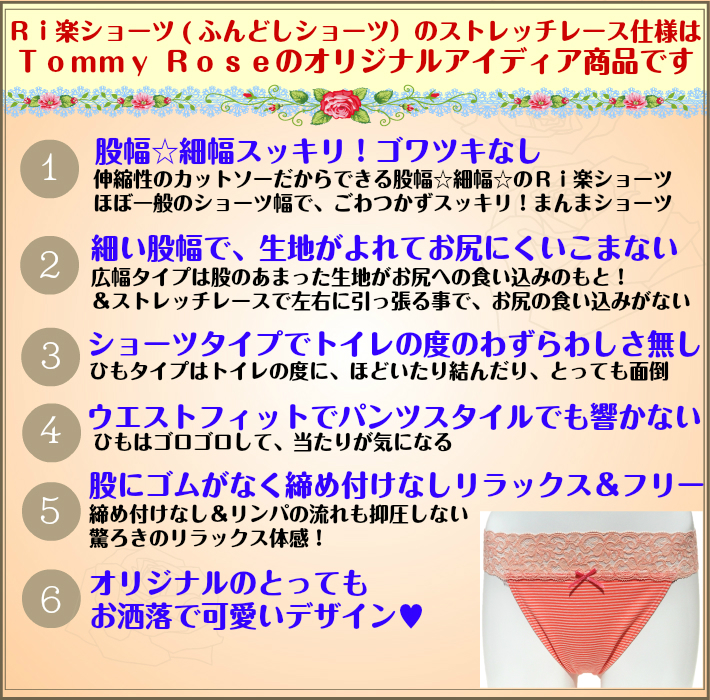 Ｒｉ楽ショーツ(ふんどしショーツ）のストレッチレース仕様は
Ｔｏｍｍｙ Ｒｏｓｅのオリジナルアイディア商品です
1
股幅☆細幅スッキリ！ゴワツキなし
伸縮性のカットソーだからできる股幅☆細幅☆のＲｉ楽ショーツ
ほぼ一般のショーツ幅で、ごわつかずスッキリ！まんまショーツ
2
細い股幅で、生地がよれてお尻にくいこまない
広幅タイプは股のあまった生地がお尻への食い込みのもと！
＆ストレッチレースで左右に引っ張る事で、お尻の食い込みがない
3
ショーツタイプでトイレの度のわずらわしさ無し
ひもタイプはトイレの度に、ほどいたり結んだり、とっても面倒
4
ウエストフィットでパンツスタイルでも響かない
ひもはゴロゴロして、当たりが気になる
5
股にゴムがなく締め付けなしリラックス＆フリー
締め付けなし＆リンパの流れも抑圧しない
驚ろきのリラックス体感！
6
オリジナルのとっても
お洒落で可愛いデザイン♥